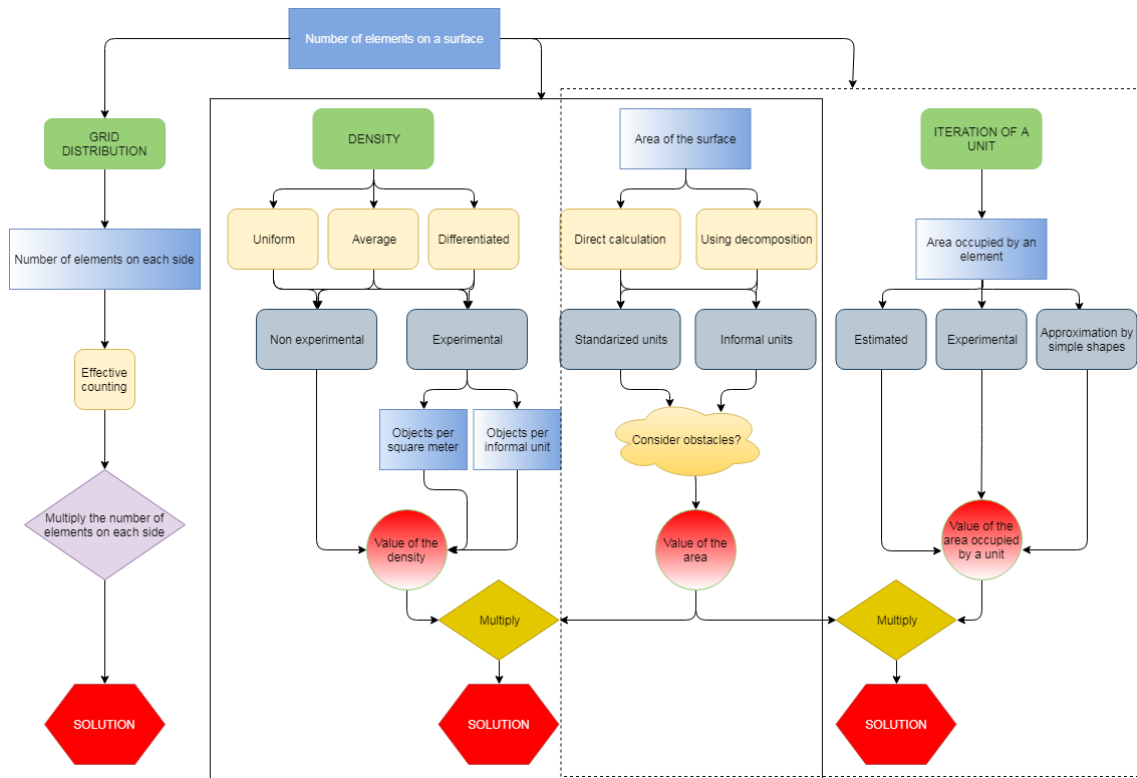 Number of elements on a surface
GRID
DISTRIBUTION
DENSITY
Area of the surface
ITERATION OF A
UNIT
Uniform
Average
Differentiated
Direct calculation
Using decomposition
Number of elements on each side
Area occupied by an
element
Non experimental
Experimental
Standarized units
Informal units
Estimated
Experimental
Approximation by
simple shapes
Effective
counting
Objects per
square meter
Objects per
informal unit
Consider obstacles?
Multiply the number of
elements on each side
Value of the
density
Value of the
area
Value of the
area occupied
by a unit
Multiply
Multiply
SOLUTION
SOLUTION
SOLUTION